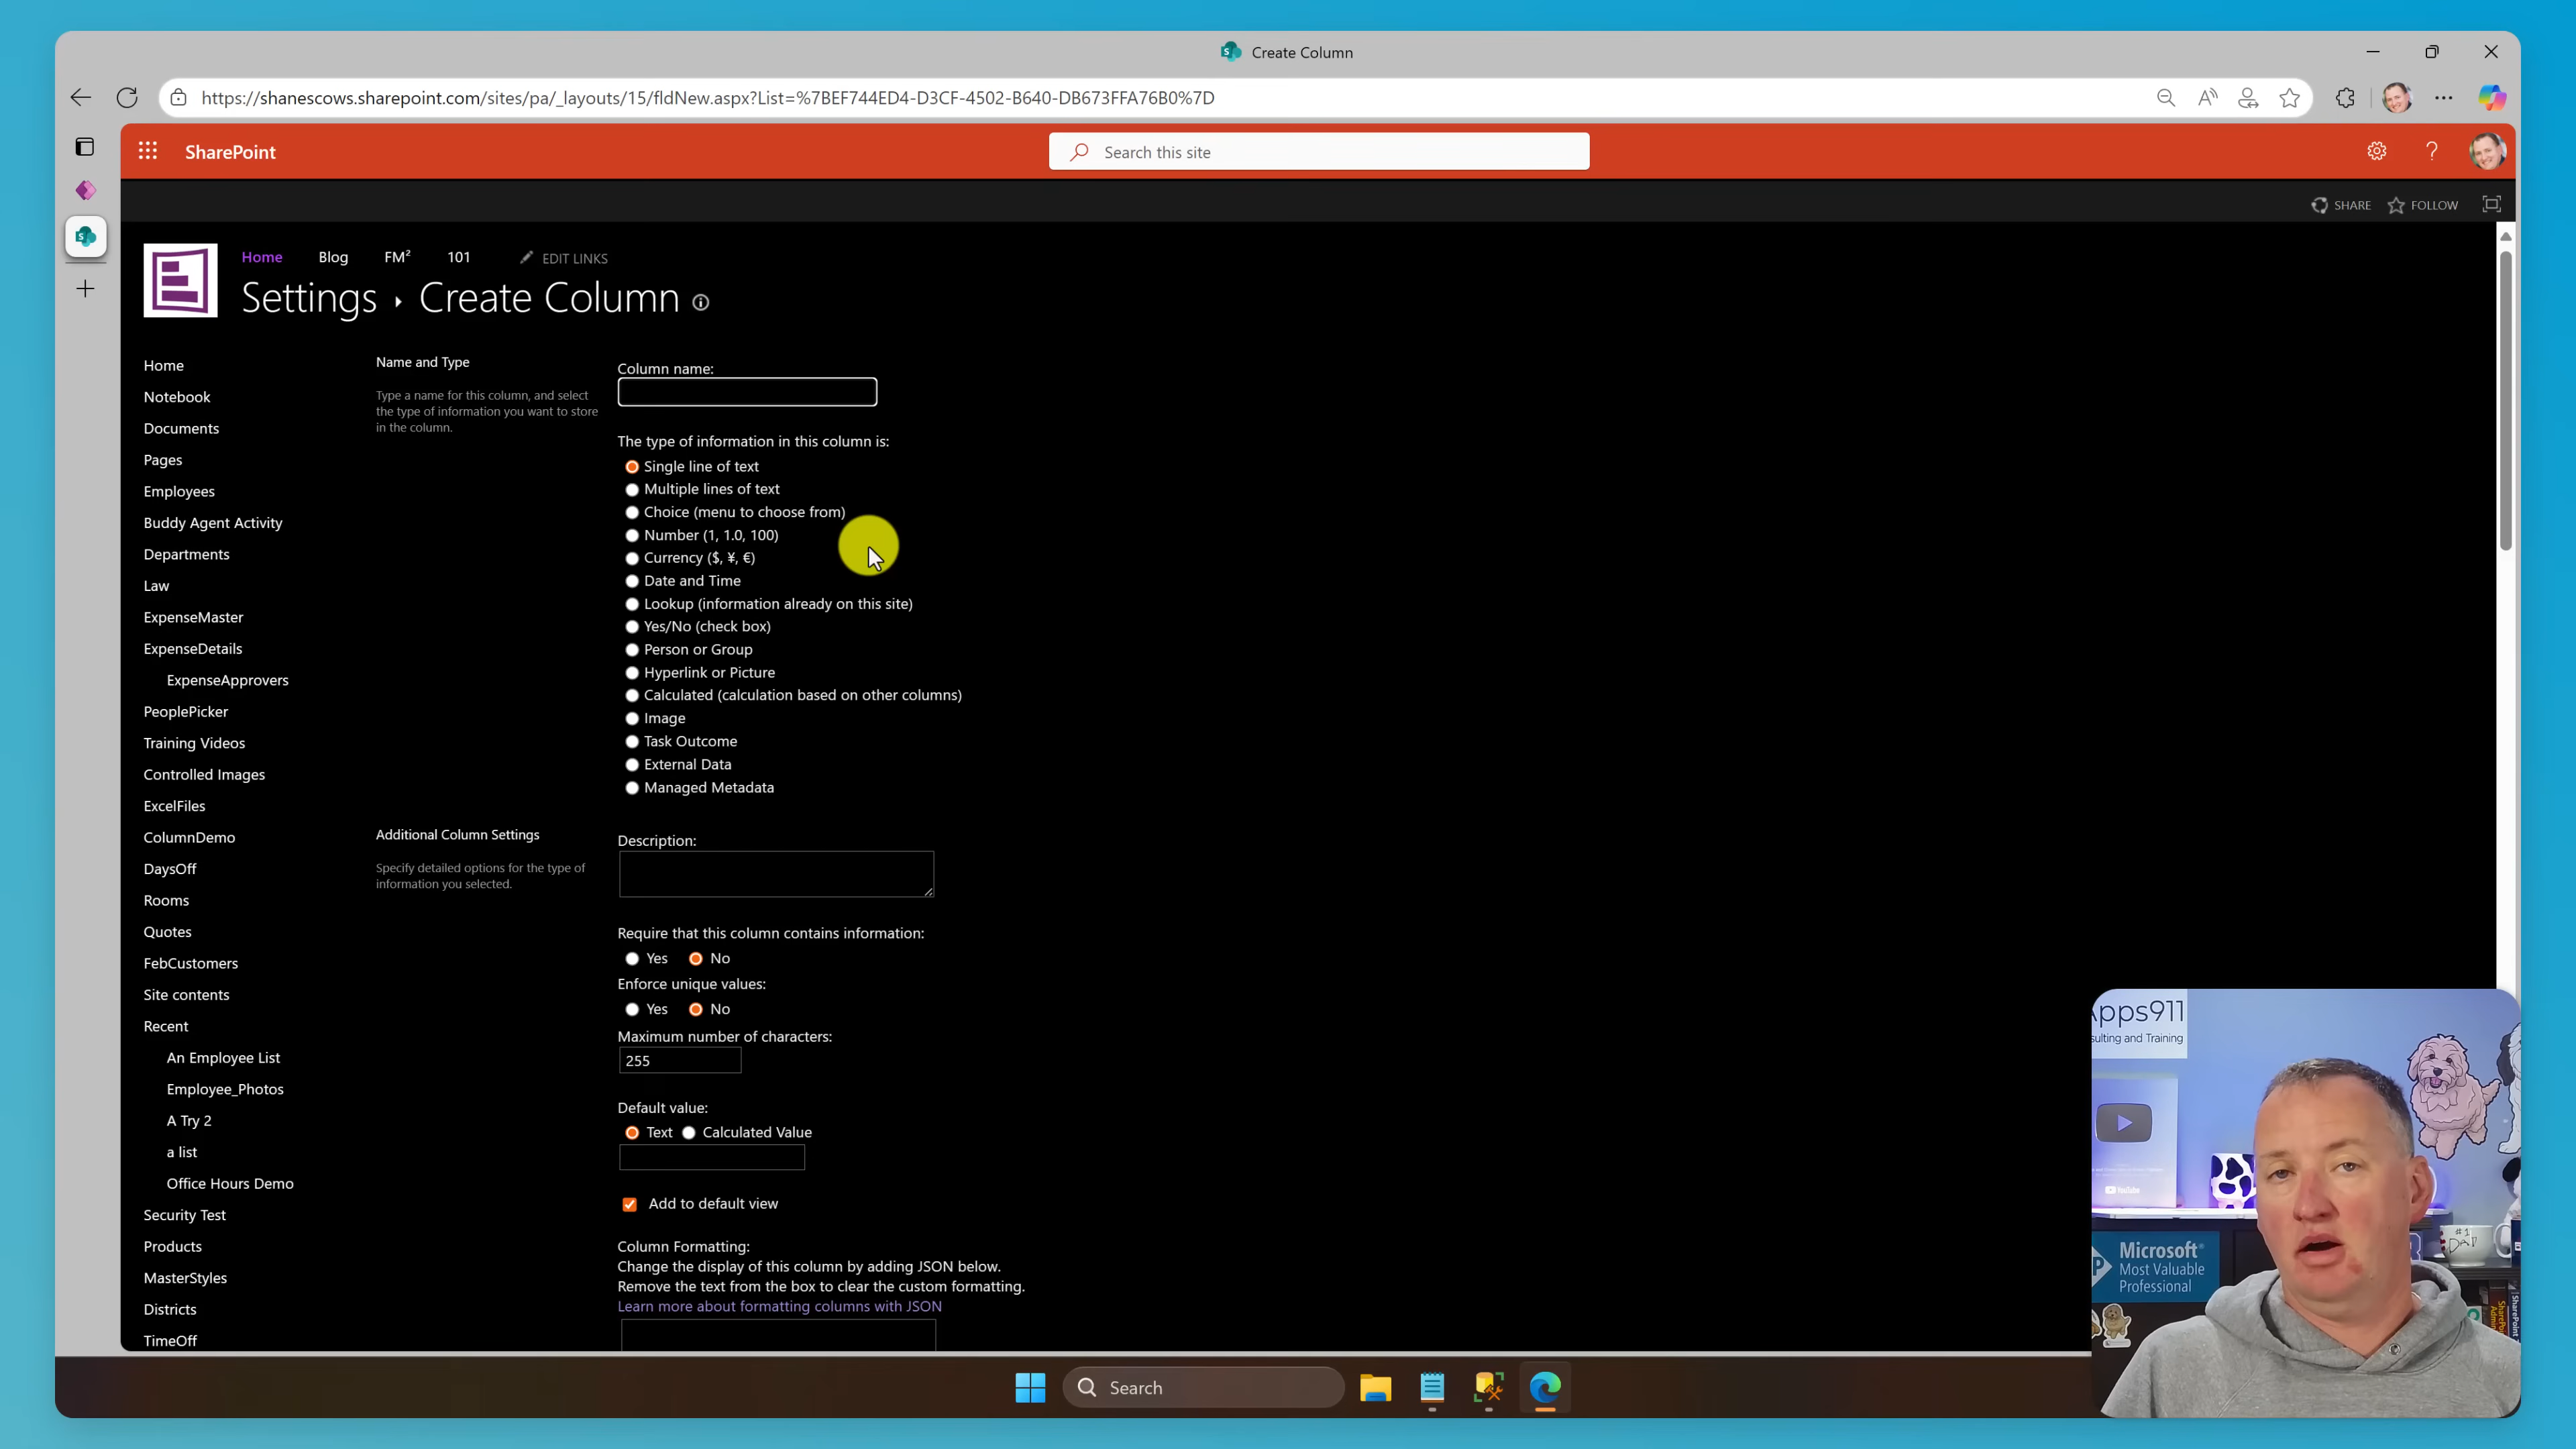 Create Column
https://shanescows.sharepoint.com/sites/pa/_layouts/15/fldNew.aspx?List=%7BEF744ED4-D3CF-4502-B640-DB673FFA76B0%7D
SharePoint
Search this site
SHARE
FOLLOW
Home Blog FM² 101 EDIT LINKS
Settings ▸ Create Column
Home
Notebook
Documents
Pages
Employees
Buddy Agent Activity
Departments
Law
ExpenseMaster
ExpenseDetails
ExpenseApprovers
PeoplePicker
Training Videos
Controlled Images
ExcelFiles
ColumnDemo
DaysOff
Rooms
Quotes
FebCustomers
Site contents
Recent
An Employee List
Employee_Photos
A Try 2
a list
Office Hours Demo
Security Test
Products
MasterStyles
Districts
TimeOff
Name and Type
Type a name for this column, and select
the type of information you want to store
in the column.
Column name:
The type of information in this column is:
Single line of text
Multiple lines of text
Choice (menu to choose from)
Number (1, 1.0, 100)
Currency ($, ¥, €)
Date and Time
Lookup (information already on this site)
Yes/No (check box)
Person or Group
Hyperlink or Picture
Calculated (calculation based on other columns)
Image
Task Outcome
External Data
Managed Metadata
Additional Column Settings
Specify detailed options for the type of
information you selected.
Description:
Require that this column contains information:
Yes No
Enforce unique values:
Yes No
Maximum number of characters:
255
Default value:
Text Calculated Value
Add to default view
Column Formatting:
Change the display of this column by adding JSON below.
Remove the text from the box to clear the custom formatting.
Learn more about formatting columns with JSON
Apps911
sulting and Training
YouTube
Microsoft
Most Valuable
Professional
#1
SharePoint
Search